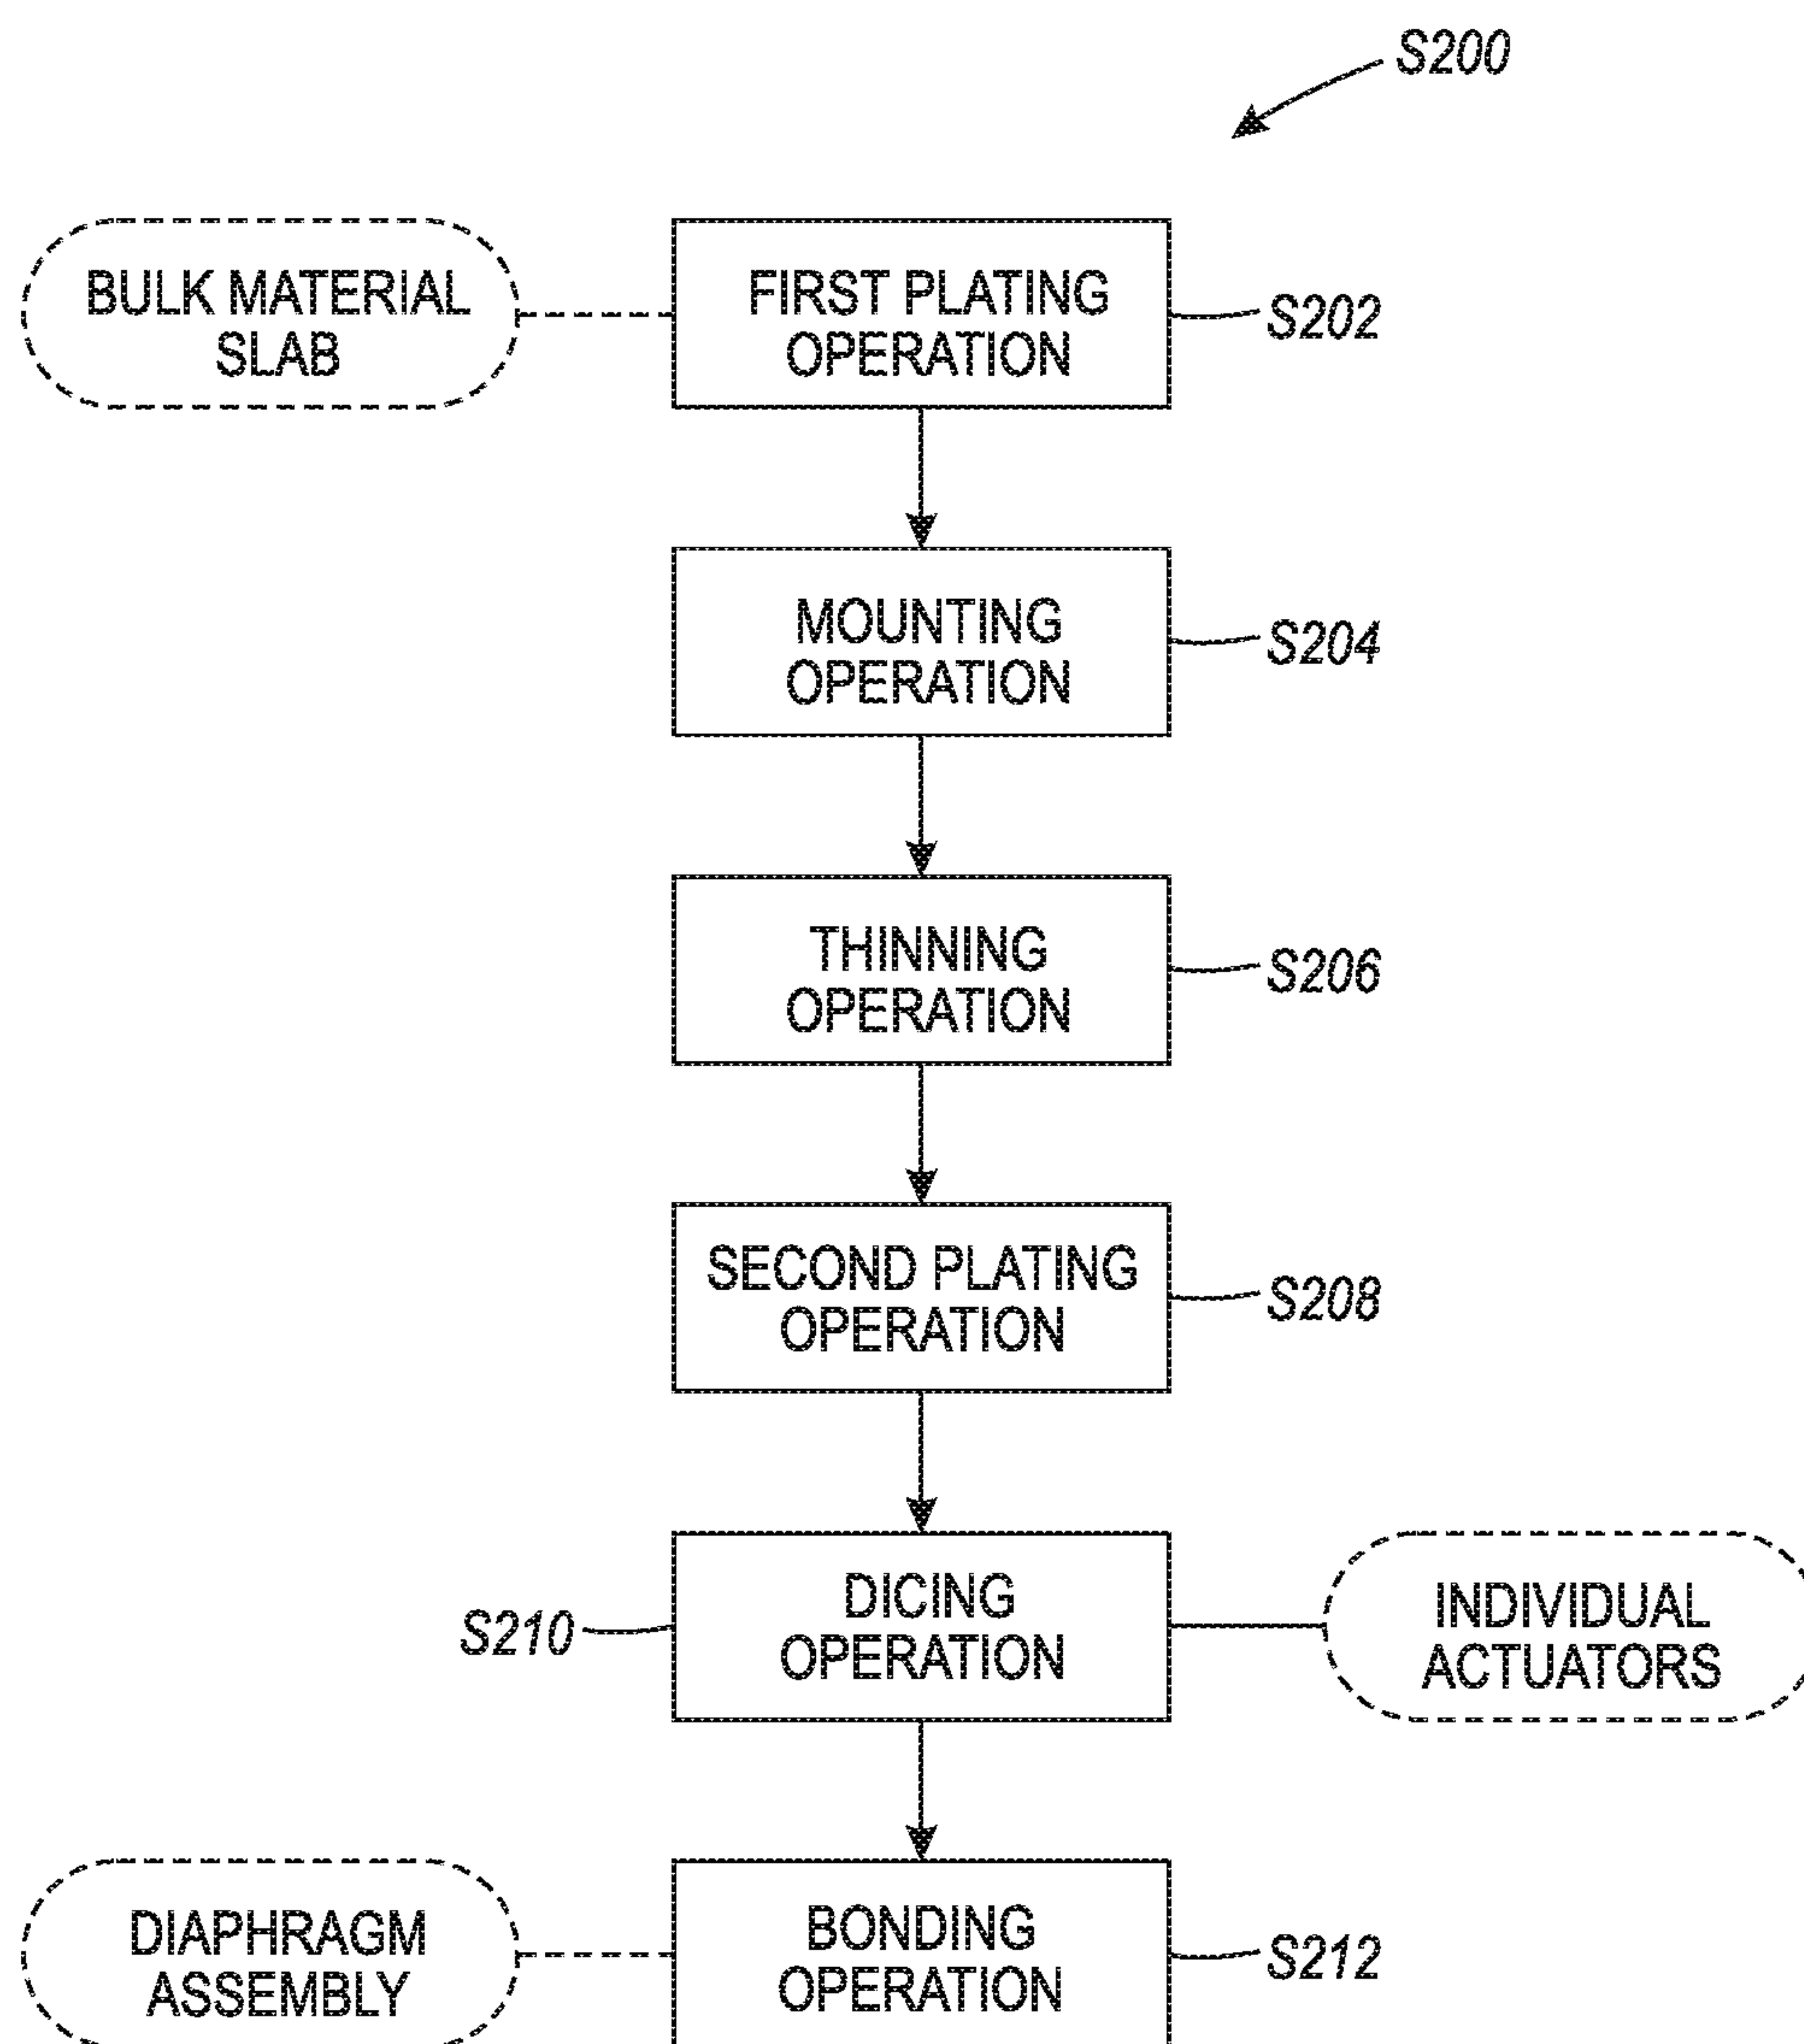 S200
BULK MATERIAL
SLAB
FIRST PLATING
OPERATION
S202
MOUNTING
OPERATION
S204
THINNING
OPERATION
S206
SECOND PLATING
OPERATION
S208
S210
DICING
OPERATION
INDIVIDUAL
ACTUATORS
DIAPHRAGM
ASSEMBLY
BONDING
OPERATION
S212